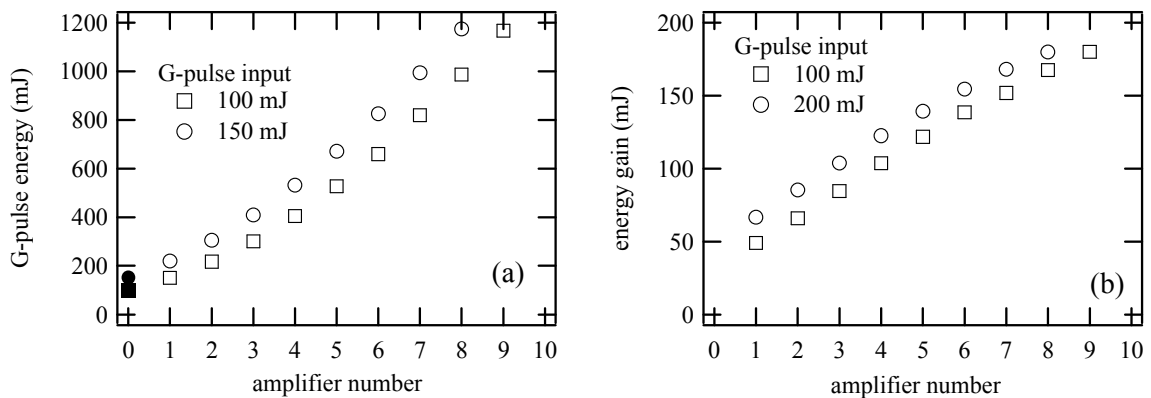 1200
1000
800
600
400
200
0
G-pulse energy (mJ)
G-pulse input
100 mJ
150 mJ
(a)
0 1 2 3 4 5 6 7 8 9 10
amplifier number
200
150
100
50
0
energy gain (mJ)
G-pulse input
100 mJ
200 mJ
(b)
0 1 2 3 4 5 6 7 8 9 10
amplifier number